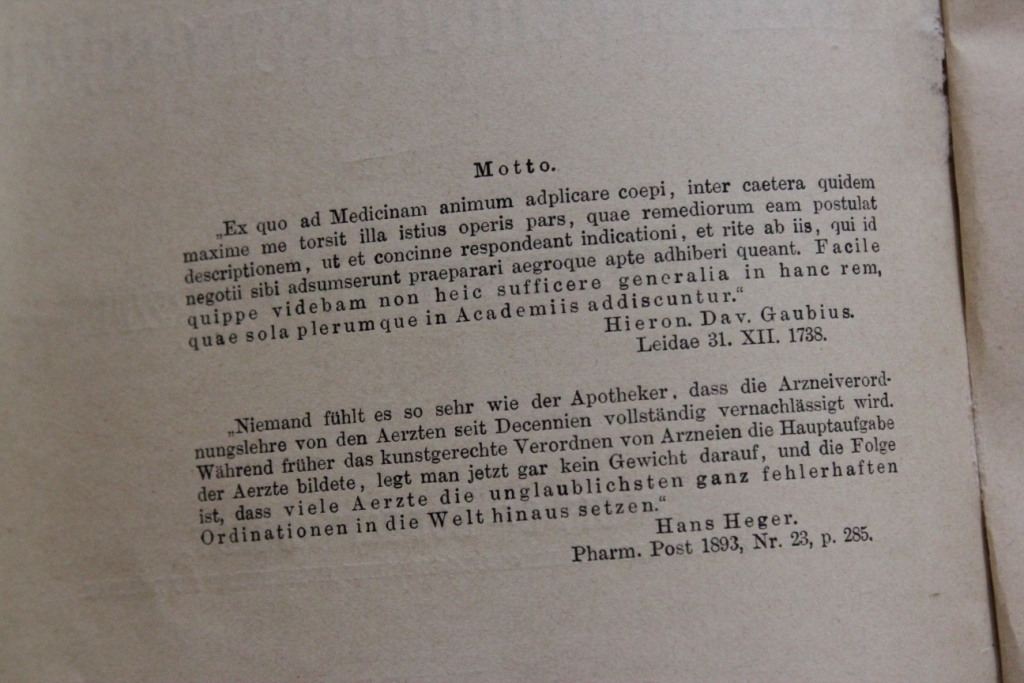 Motto.
„Ex quo ad Medicinam animum adplicare coepi, inter caetera quidem
maxime me torsit illa istius operis pars, quae remediorum eam postulat
descriptionem, ut et concinne respondeant indicationi, et rite ab iis, qui id
negotii sibi adsumserunt praeparari aegroque apte adhiberi queant. Facile
quippe videbam non heic sufficere generalia in hanc rem,
quae sola plerumque in Academiis addiscuntur.“
Hieron. Dav. Gaubius.
Leidae 31. XII. 1738.
„Niemand fühlt es so sehr wie der Apotheker, dass die Arzneiverord-
nungslehre von den Aerzten seit Decennien vollständig vernachlässigt wird.
Während früher das kunstgerechte Verordnen von Arzneien die Hauptaufgabe
der Aerzte bildete, legt man jetzt gar kein Gewicht darauf, und die Folge
ist, dass viele Aerzte die unglaublichsten ganz fehlerhaften
Ordinationen in die Welt hinaus setzen.“
Hans Heger.
Pharm. Post 1893, Nr. 23, p. 285.